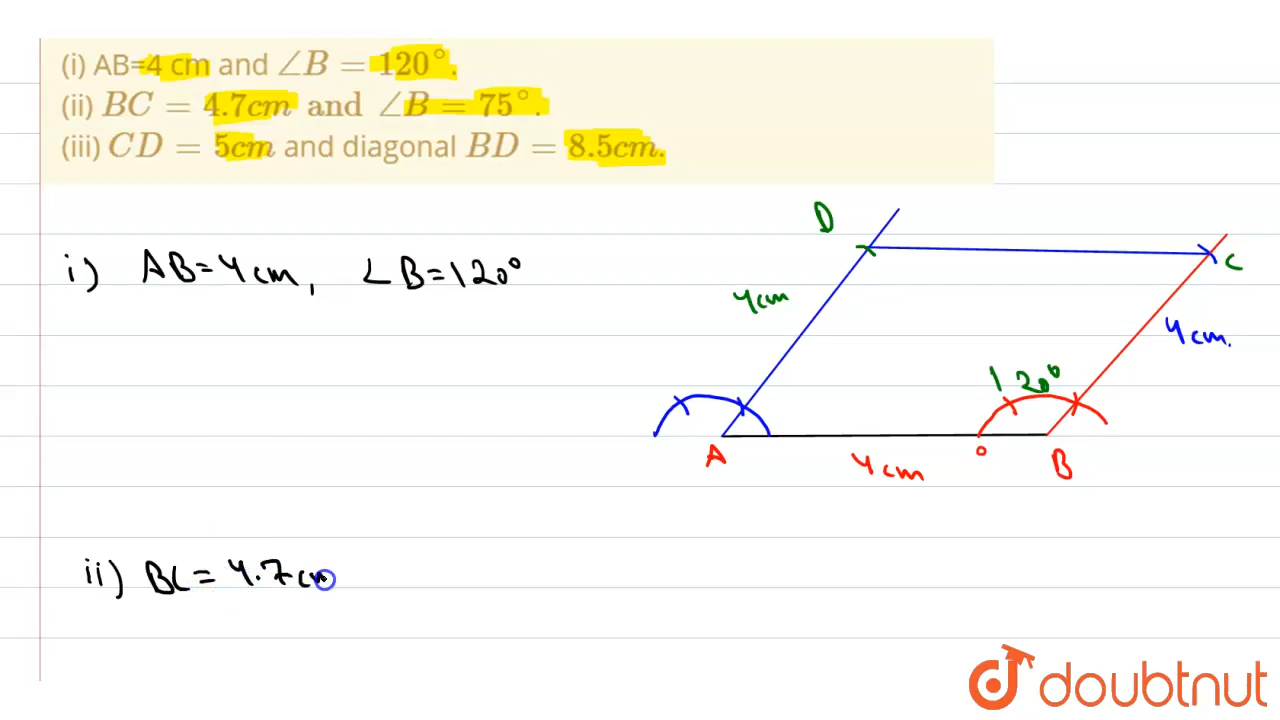 (i) AB=4 cm and ∠B = 120°.
(ii) BC = 4.7cm and ∠B = 75°.
(iii) CD = 5cm and diagonal BD = 8.5cm.
i) AB=4cm, ∠B=120°
D
C
4cm
4cm.
120°
A
4cm
B
ii) BC = 4.7cm
doubtnut